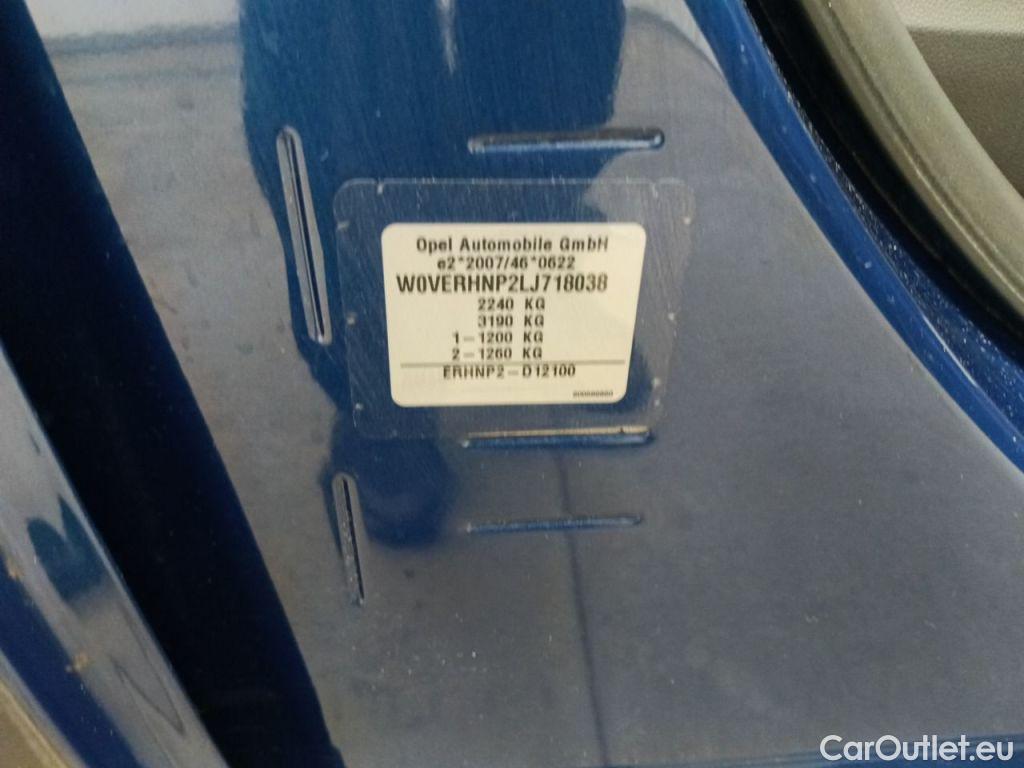 Opel Automobile GmbH
e2*2007/46*0622
W0VERHNP2LJ718038
2240 KG
3190 KG
1-1200 KG
2-1260 KG
ERHNP2-D12100
CarOutlet.eu